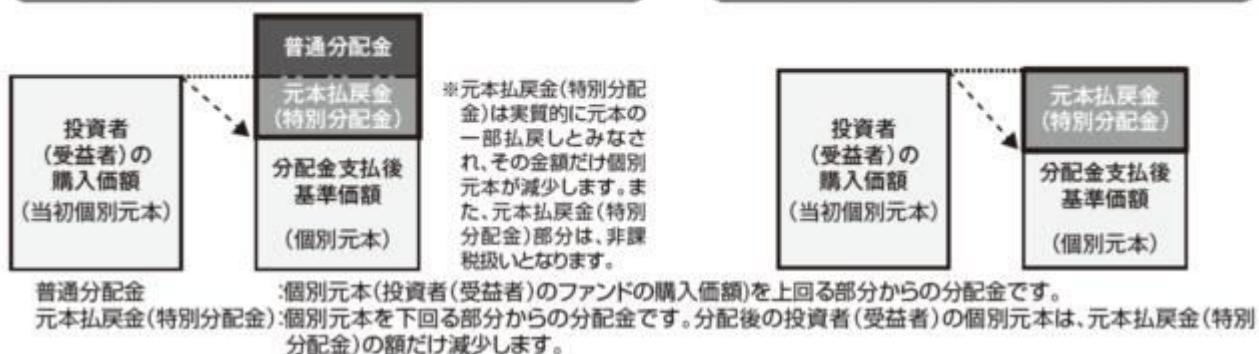 普通分配金
元本払戻金
(特別分配金)
投資者
(受益者)の
購入価額
(当初個別元本)
分配金支払後
基準価額
(個別元本)
※元本払戻金(特別分配
金)は実質的に元本の
一部払戻しとみなさ
れ、その金額だけ個別
元本が減少します。ま
た、元本払戻金(特別
分配金)部分は、非課
税扱いとなります。
投資者
(受益者)の
購入価額
(当初個別元本)
元本払戻金
(特別分配金)
分配金支払後
基準価額
(個別元本)
普通分配金 :個別元本(投資者(受益者)のファンドの購入価額)を上回る部分からの分配金です。
元本払戻金(特別分配金):個別元本を下回る部分からの分配金です。分配後の投資者(受益者)の個別元本は、元本払戻金(特別
分配金)の額だけ減少します。